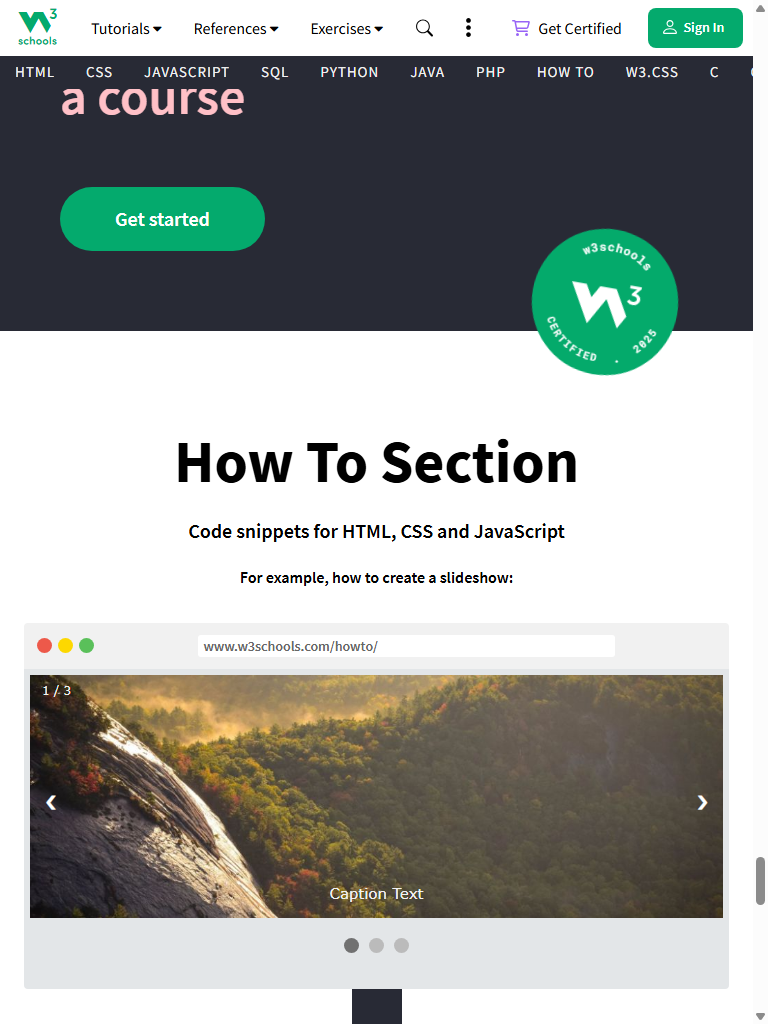 3
schools
Tutorials
References
Exercises
Get Certified
Sign In
HTML
CSS
JAVASCRIPT
SQL
PYTHON
JAVA
PHP
HOW TO
W3.CSS
C
a course
Get started
w3schools
3
CERTIFIED . 2025
How To Section
Code snippets for HTML, CSS and JavaScript
For example, how to create a slideshow:
www.w3schools.com/howto/
1 / 3
❮
❯
Caption Text